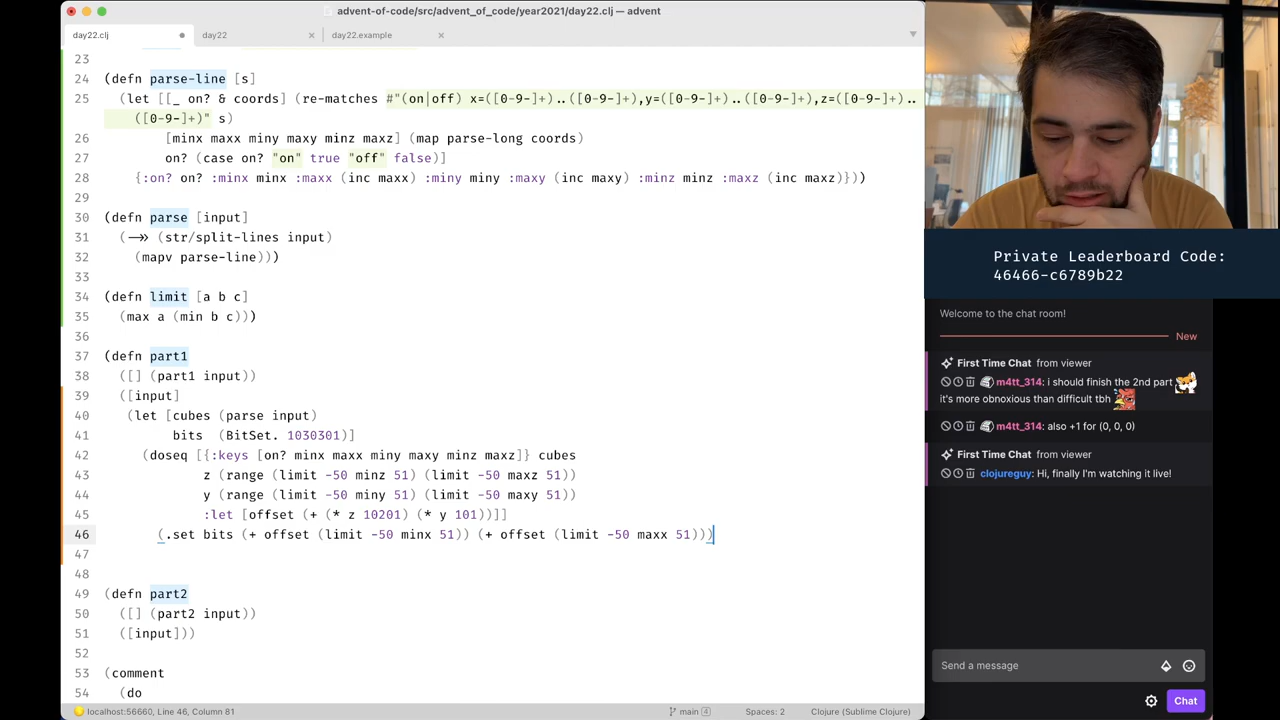 advent-of-code/src/advent_of_code/year2021/day22.clj — advent
day22.clj
day22
day22.example
23
24 (defn parse-line [s]
25 (let [[_ on? & coords] (re-matches #"(on|off) x=([0-9-]+)..([0-9-]+),y=([0-9-]+)..([0-9-]+),z=([0-9-]+)..
([0-9-]+)" s)
26 [minx maxx miny maxy minz maxz] (map parse-long coords)
27 on? (case on? "on" true "off" false)]
28 {:on? on? :minx minx :maxx (inc maxx) :miny miny :maxy (inc maxy) :minz minz :maxz (inc maxz)}))
29
30 (defn parse [input]
31 (->> (str/split-lines input)
32 (mapv parse-line)))
33
34 (defn limit [a b c]
35 (max a (min b c)))
36
37 (defn part1
38 ([] (part1 input))
39 ([input]
40 (let [cubes (parse input)
41 bits (BitSet. 1030301)]
42 (doseq [{:keys [on? minx maxx miny maxy minz maxz]} cubes
43 z (range (limit -50 minz 51) (limit -50 maxz 51))
44 y (range (limit -50 miny 51) (limit -50 maxy 51))
45 :let [offset (+ (* z 10201) (* y 101))]]
46 (.set bits (+ offset (limit -50 minx 51)) (+ offset (limit -50 maxx 51)))
47
48
49 (defn part2
50 ([] (part2 input))
51 ([input]))
52
53 (comment
54 (do
localhost:56660, Line 46, Column 81
main 4
Spaces: 2
Clojure (Sublime Clojure)
Private Leaderboard Code:
46466-c6789b22
Welcome to the chat room!
New
First Time Chat from viewer
m4tt_314: i should finish the 2nd part
it's more obnoxious than difficult tbh
m4tt_314: also +1 for (0, 0, 0)
First Time Chat from viewer
clojureguy: Hi, finally I'm watching it live!
Send a message
Chat